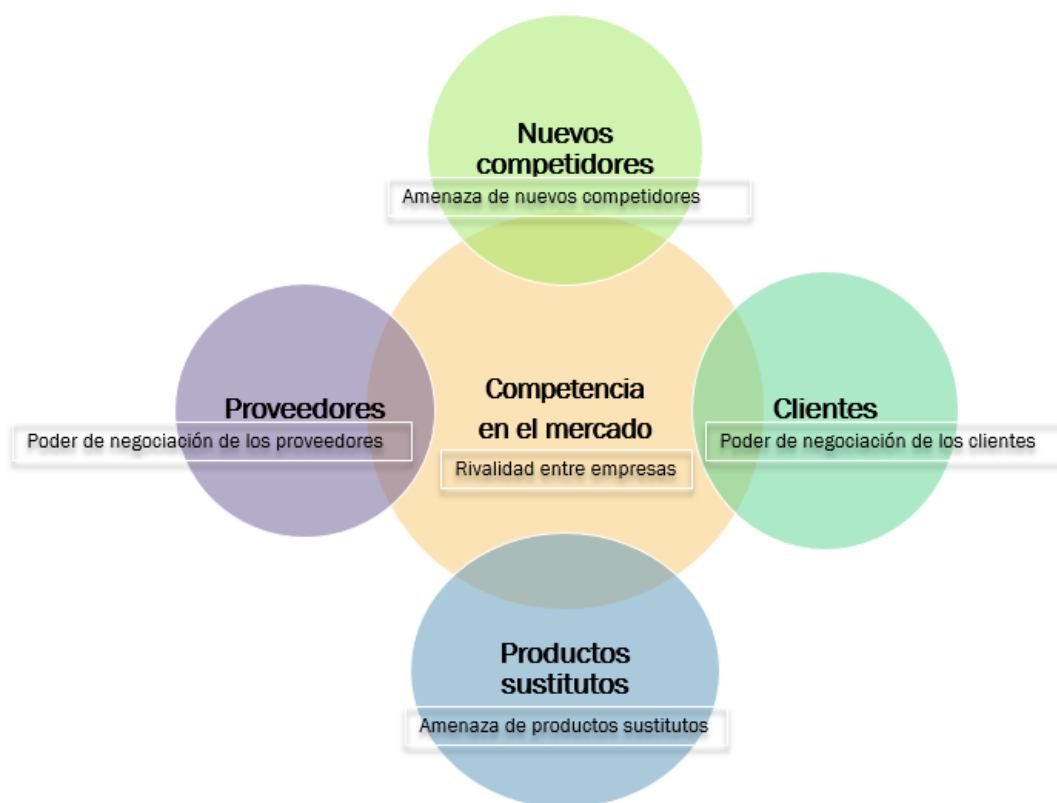 Nuevos
competidores
Amenaza de nuevos competidores
Proveedores
Poder de negociación de los proveedores
Competencia
en el mercado
Rivalidad entre empresas
Clientes
Poder de negociación de los clientes
Productos
sustitutos
Amenaza de productos sustitutos